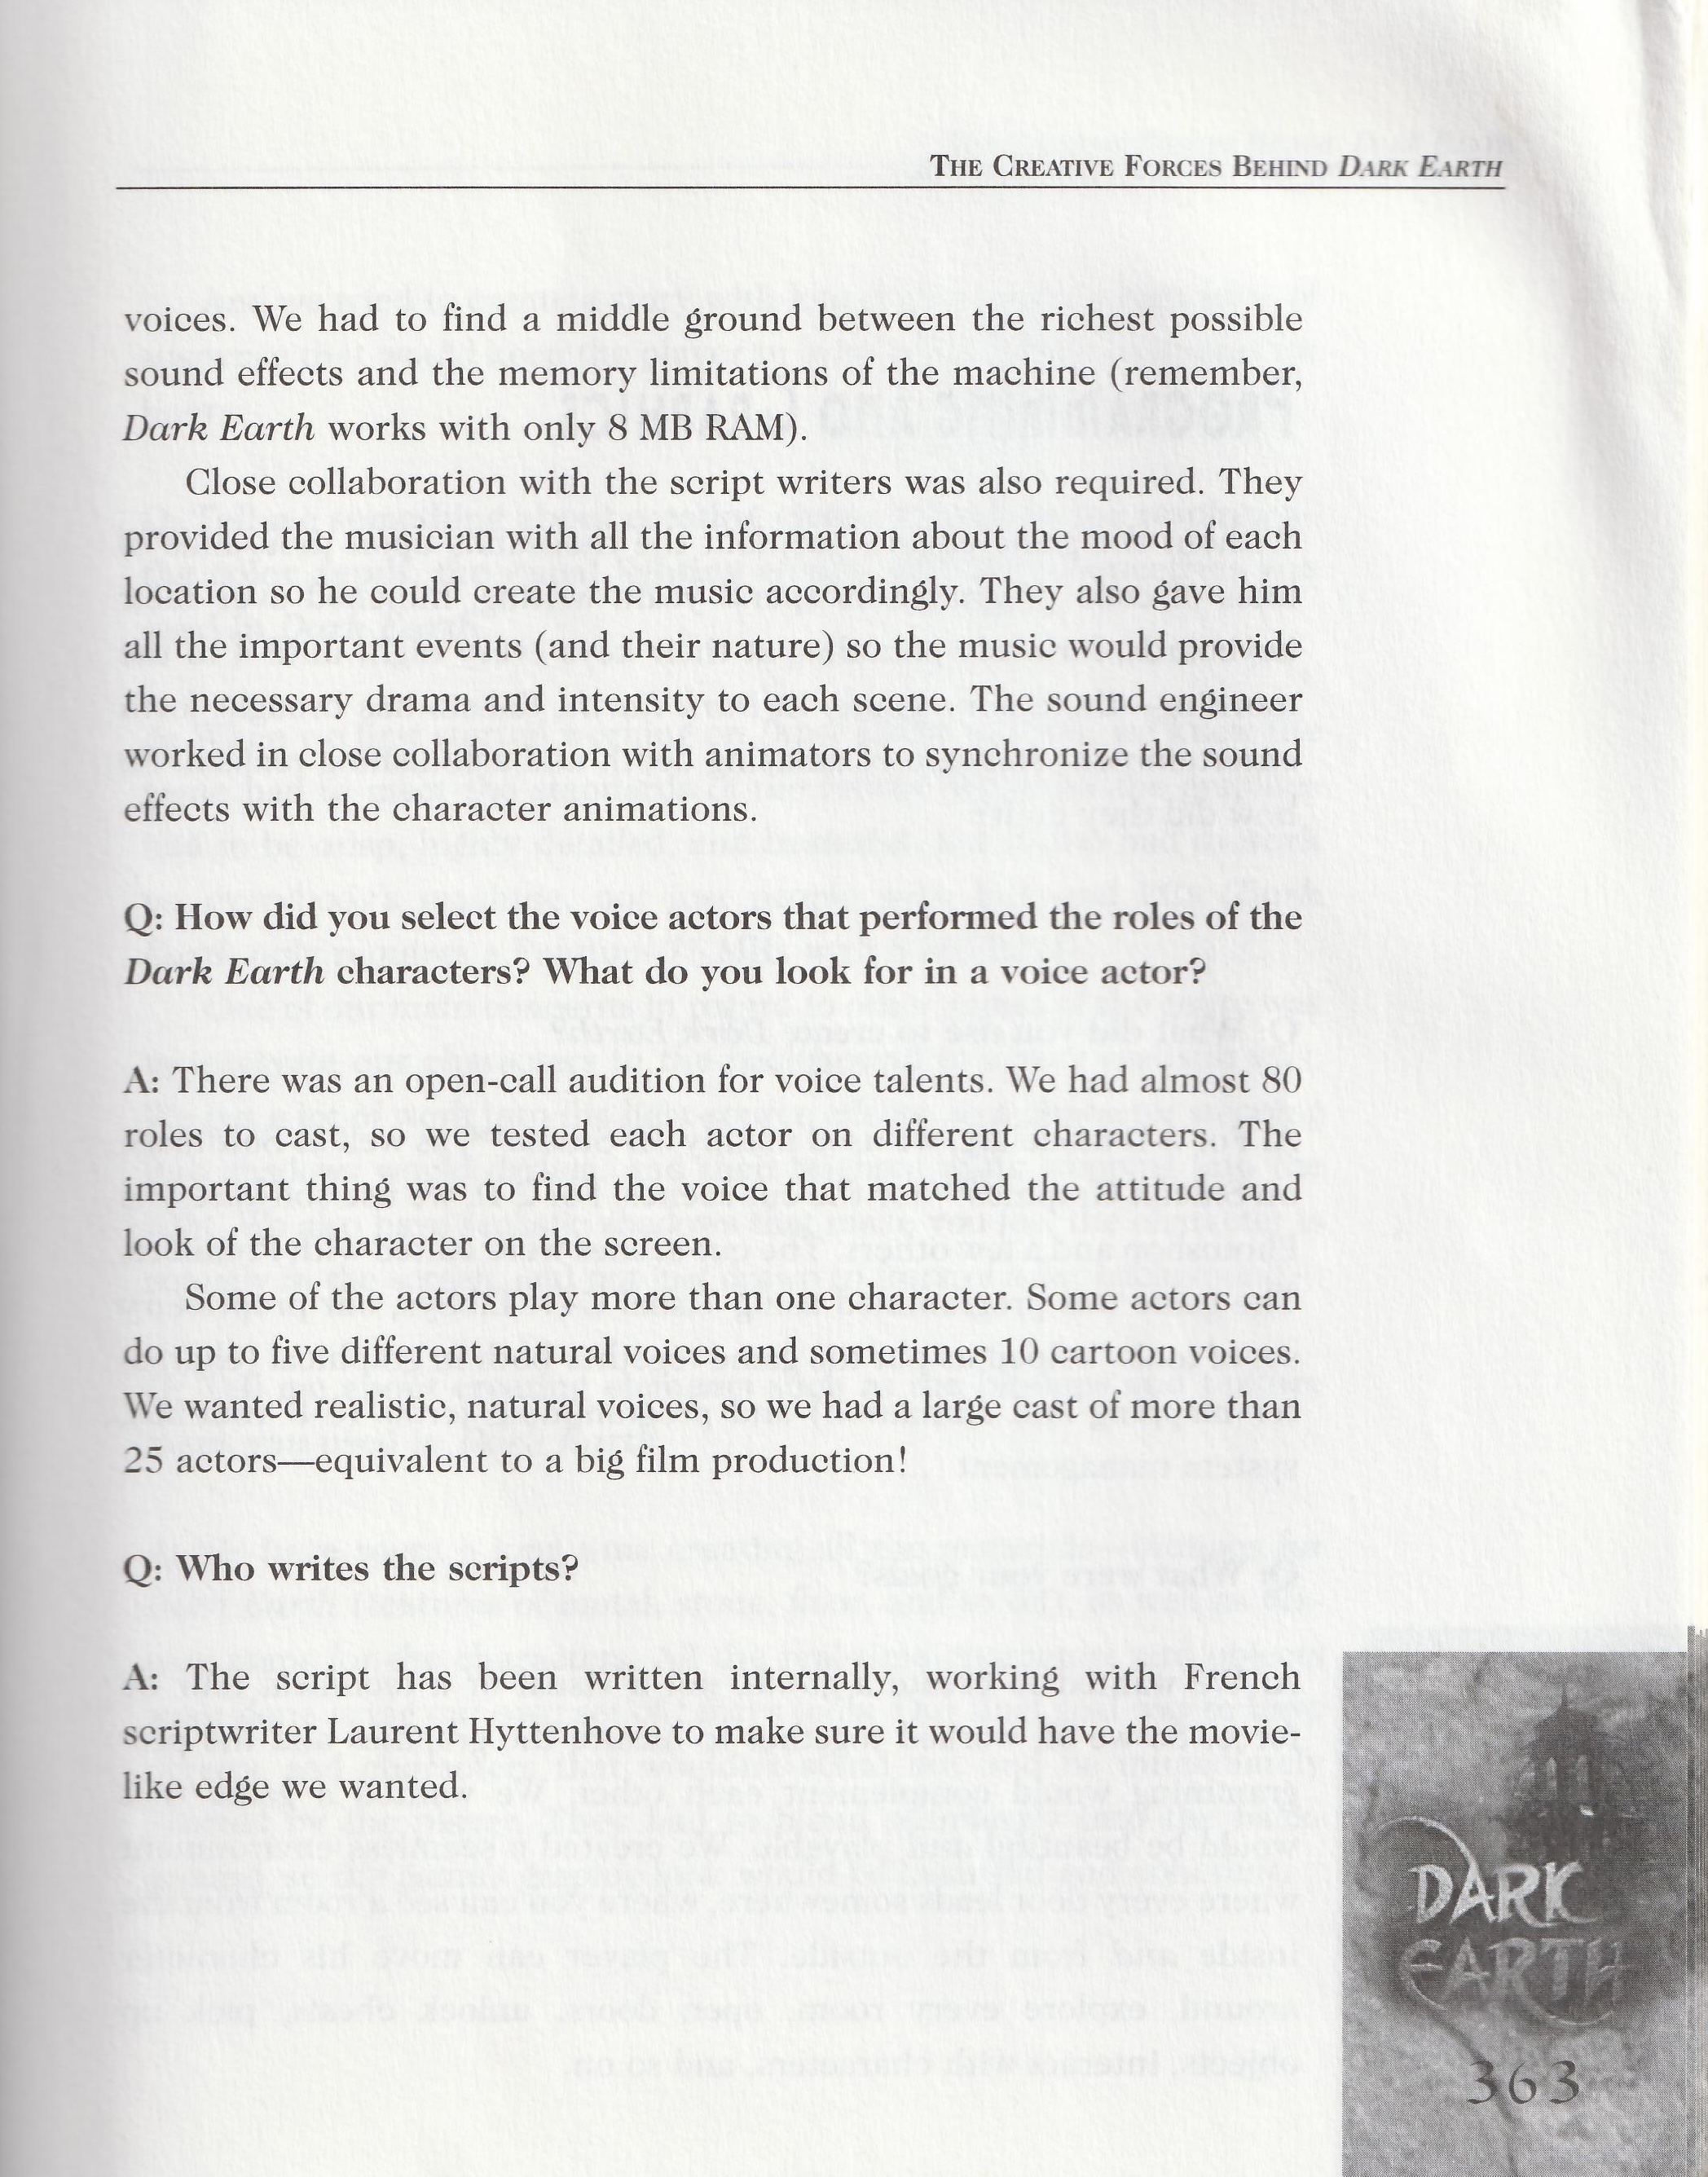 THE CREATIVE FORCES BEHIND DARK EARTH
voices. We had to find a middle ground between the richest possible
sound effects and the memory limitations of the machine (remember,
Dark Earth works with only 8 MB RAM).
Close collaboration with the script writers was also required. They
provided the musician with all the information about the mood of each
location so he could create the music accordingly. They also gave him
all the important events (and their nature) so the music would provide
the necessary drama and intensity to each scene. The sound engineer
worked in close collaboration with animators to synchronize the sound
effects with the character animations.
Q: How did you select the voice actors that performed the roles of the
Dark Earth characters? What do you look for in a voice actor?
A: There was an open-call audition for voice talents. We had almost 80
roles to cast, so we tested each actor on different characters. The
important thing was to find the voice that matched the attitude and
look of the character on the screen.
Some of the actors play more than one character. Some actors can
do up to five different natural voices and sometimes 10 cartoon voices.
We wanted realistic, natural voices, so we had a large cast of more than
25 actors—equivalent to a big film production!
Q: Who writes the scripts?
A: The script has been written internally, working with French
scriptwriter Laurent Hyttenhove to make sure it would have the movie-
like edge we wanted.
DARK
EARTH
363